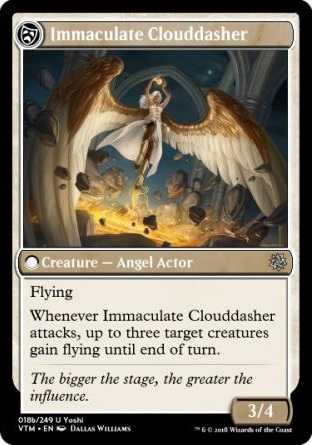 Immaculate Clouddasher
Creature — Angel Actor
Flying
Whenever Immaculate Clouddasher
attacks, up to three target creatures
gain flying until end of turn.
The bigger the stage, the greater the
influence.
3/4
018b/249 U Yoshi
VTM • EN DALLAS WILLIAMS
™ & © 2018 Wizards of the Coast